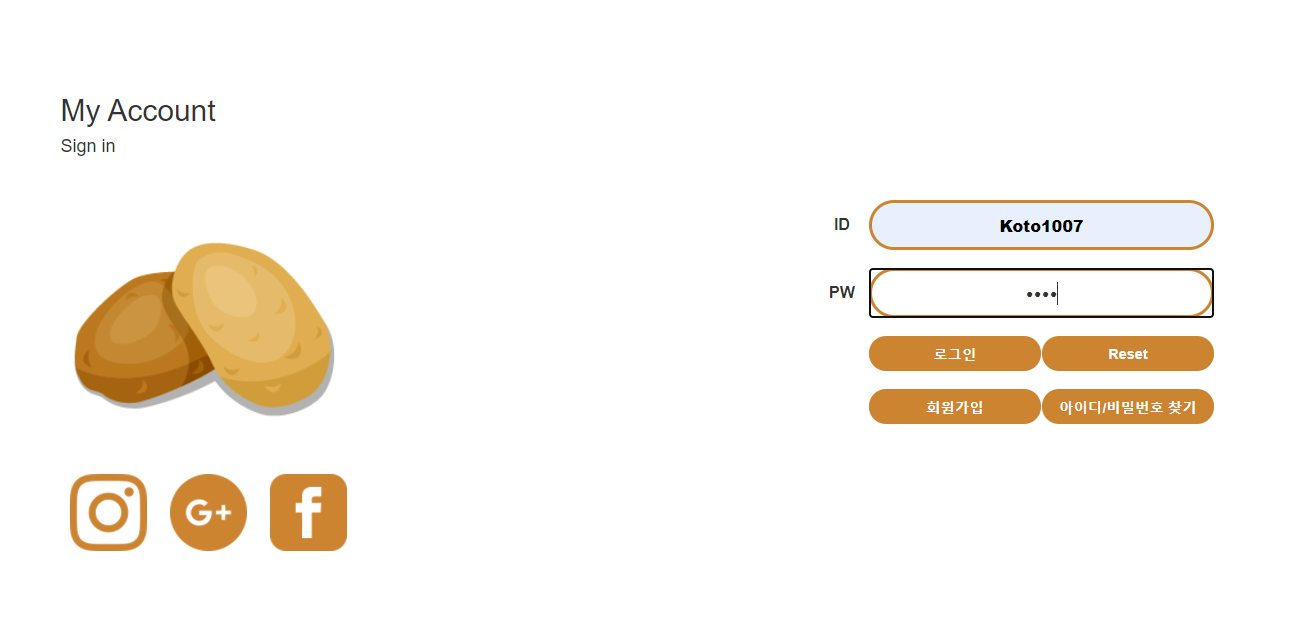 My Account
Sign in
ID
Koto1007
PW
••••
로그인
Reset
회원가입
아이디/비밀번호 찾기
G+
f